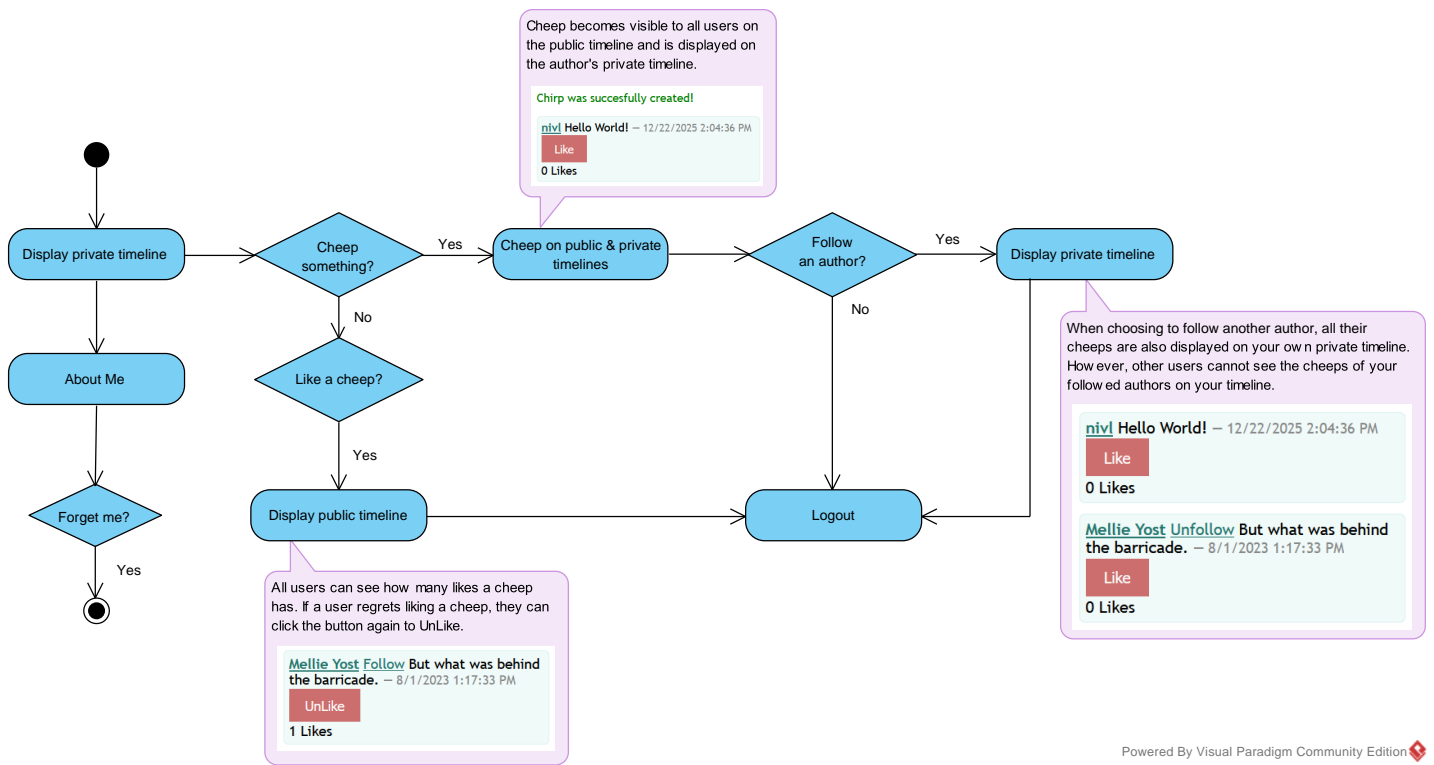 Cheep becomes visible to all users on
the public timeline and is displayed on
the author's private timeline.
Chirp was succesfully created!
nivl Hello World! — 12/22/2025 2:04:36 PM
Like
0 Likes
Display private timeline
Cheep
something?
Yes
Cheep on public & private
timelines
Follow
an author?
Yes
Display private timeline
No
No
When choosing to follow another author, all their
cheeps are also displayed on your own private timeline.
However, other users cannot see the cheeps of your
followed authors on your timeline.
nivl Hello World! — 12/22/2025 2:04:36 PM
Like
0 Likes
Mellie Yost Unfollow But what was behind
the barricade. — 8/1/2023 1:17:33 PM
Like
0 Likes
About Me
Like a cheep?
Yes
Forget me?
Yes
Display public timeline
Logout
All users can see how many likes a cheep
has. If a user regrets liking a cheep, they can
click the button again to UnLike.
Mellie Yost Follow But what was behind
the barricade. — 8/1/2023 1:17:33 PM
UnLike
1 Likes
Powered By Visual Paradigm Community Edition